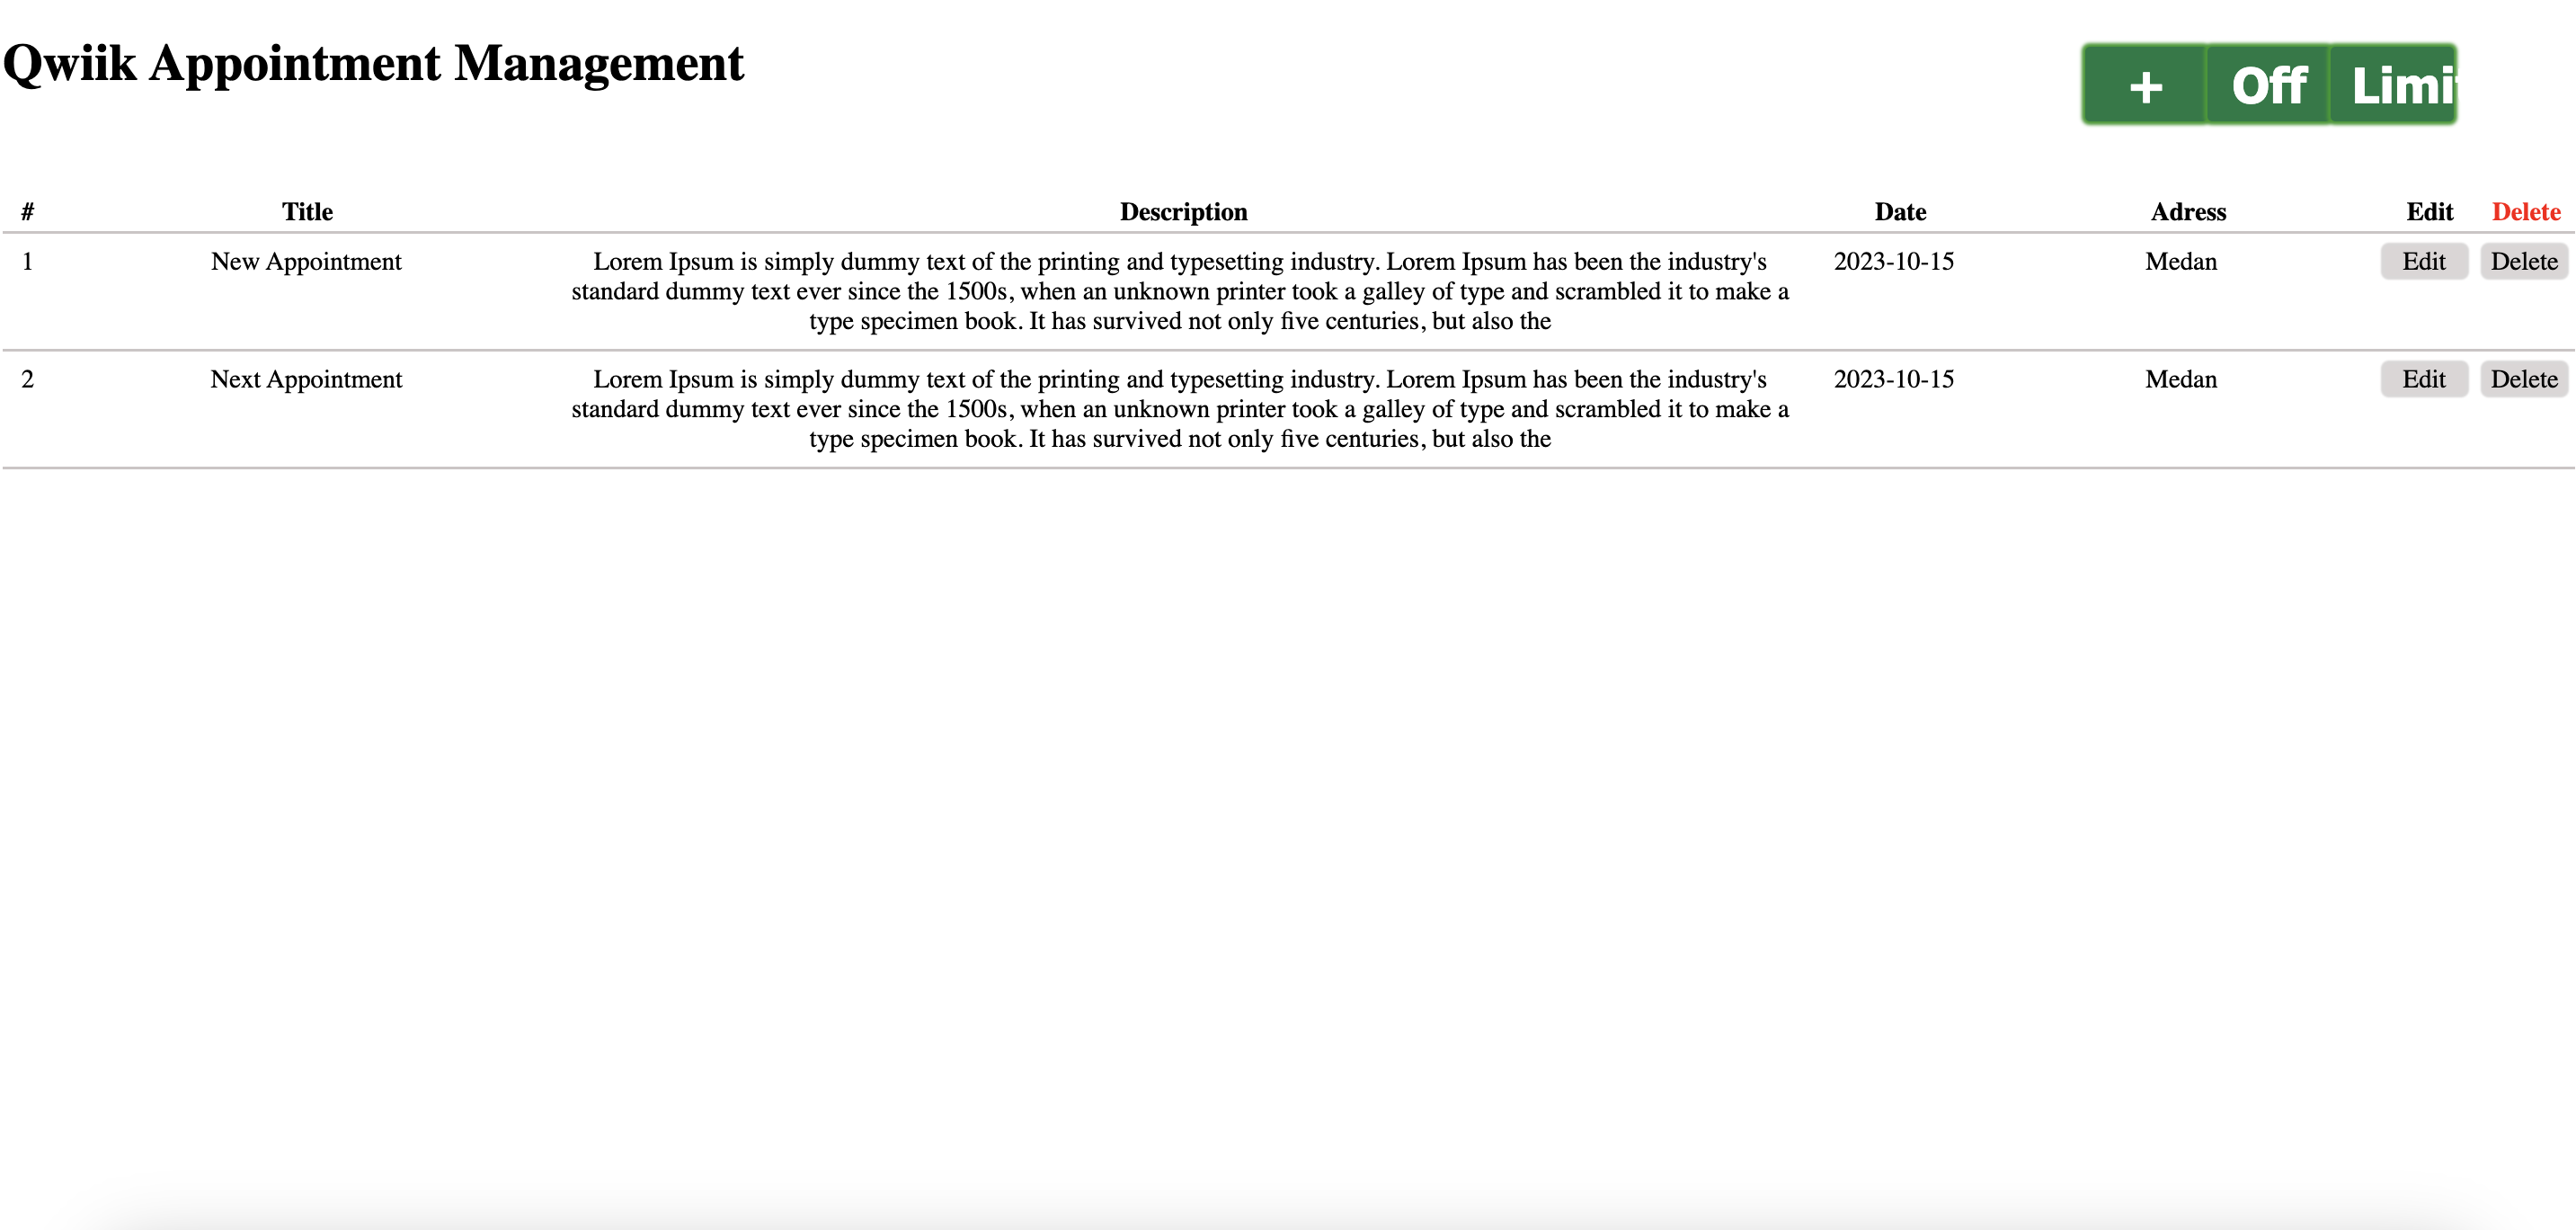 Qwiik Appointment Management
+ Off Limi
# Title Description Date Adress Edit Delete
1 New Appointment Lorem Ipsum is simply dummy text of the printing and typesetting industry. Lorem Ipsum has been the industry's 2023-10-15 Medan Edit Delete
standard dummy text ever since the 1500s, when an unknown printer took a galley of type and scrambled it to make a
type specimen book. It has survived not only five centuries, but also the
2 Next Appointment Lorem Ipsum is simply dummy text of the printing and typesetting industry. Lorem Ipsum has been the industry's 2023-10-15 Medan Edit Delete
standard dummy text ever since the 1500s, when an unknown printer took a galley of type and scrambled it to make a
type specimen book. It has survived not only five centuries, but also the